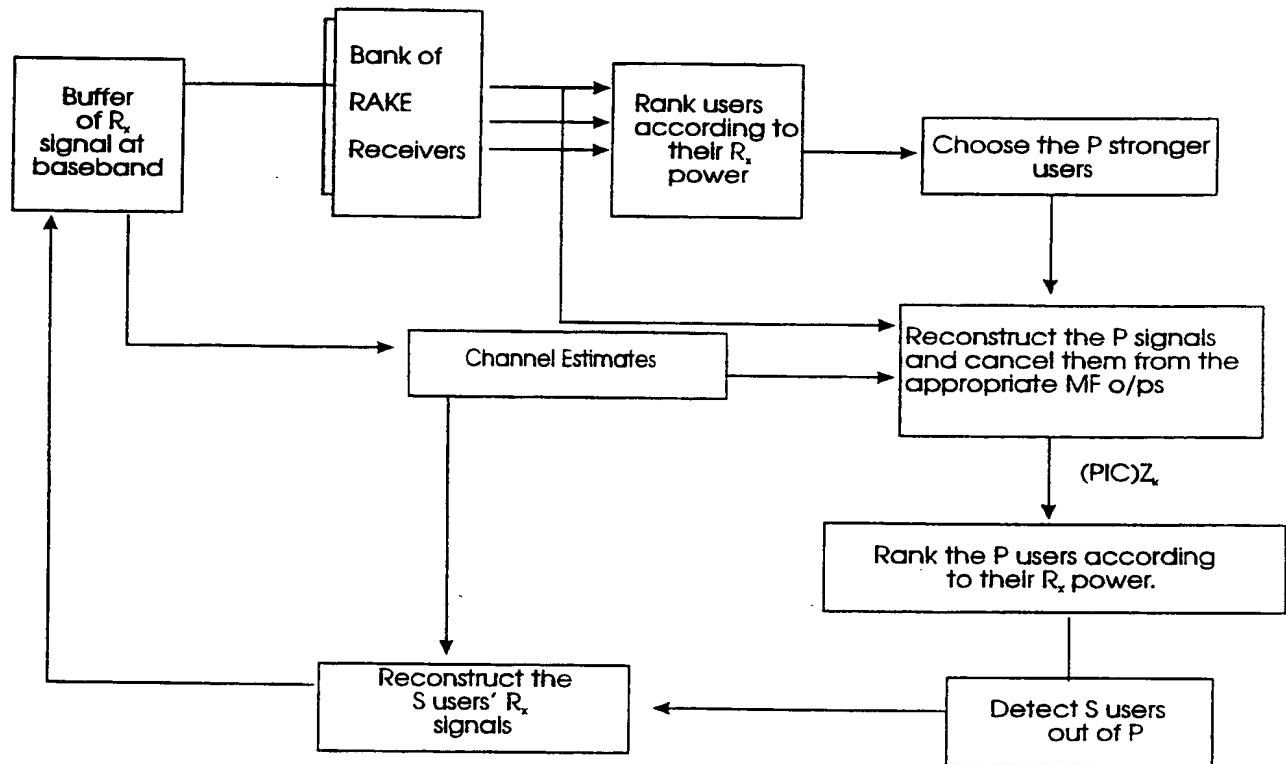 Buffer
of Rx
signal at
baseband
Bank of
RAKE
Receivers
Rank users
according to
their Rx
power
Choose the P stronger
users
Channel Estimates
Reconstruct the P signals
and cancel them from the
appropriate MF o/ps
(PIC)Zk
Rank the P users according
to their Rx power.
Reconstruct the
S users' Rx
signals
Detect S users
out of P